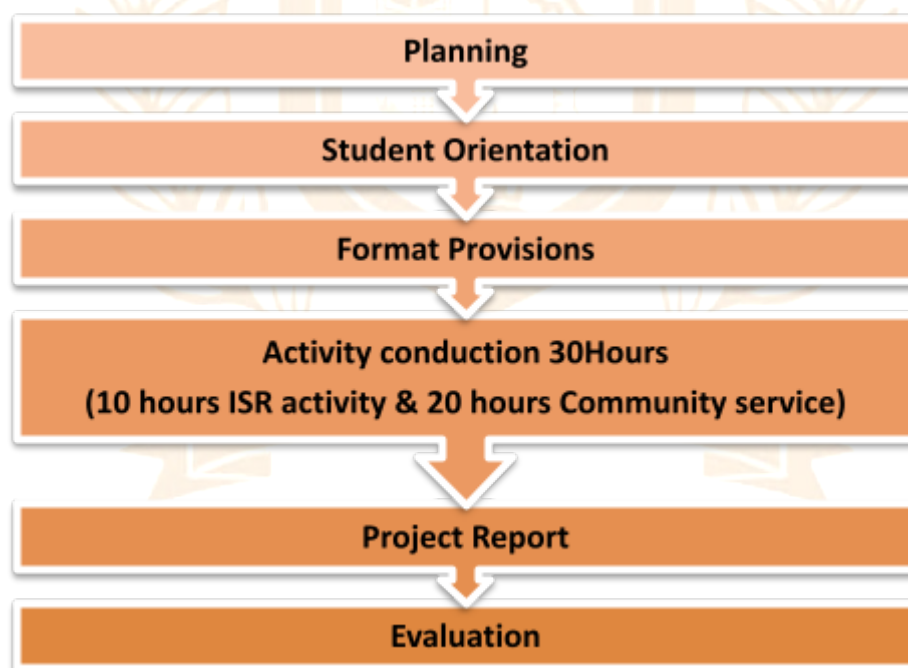 Planning
Student Orientation
Format Provisions
Activity conduction 30Hours
(10 hours ISR activity & 20 hours Community service)
Project Report
Evaluation